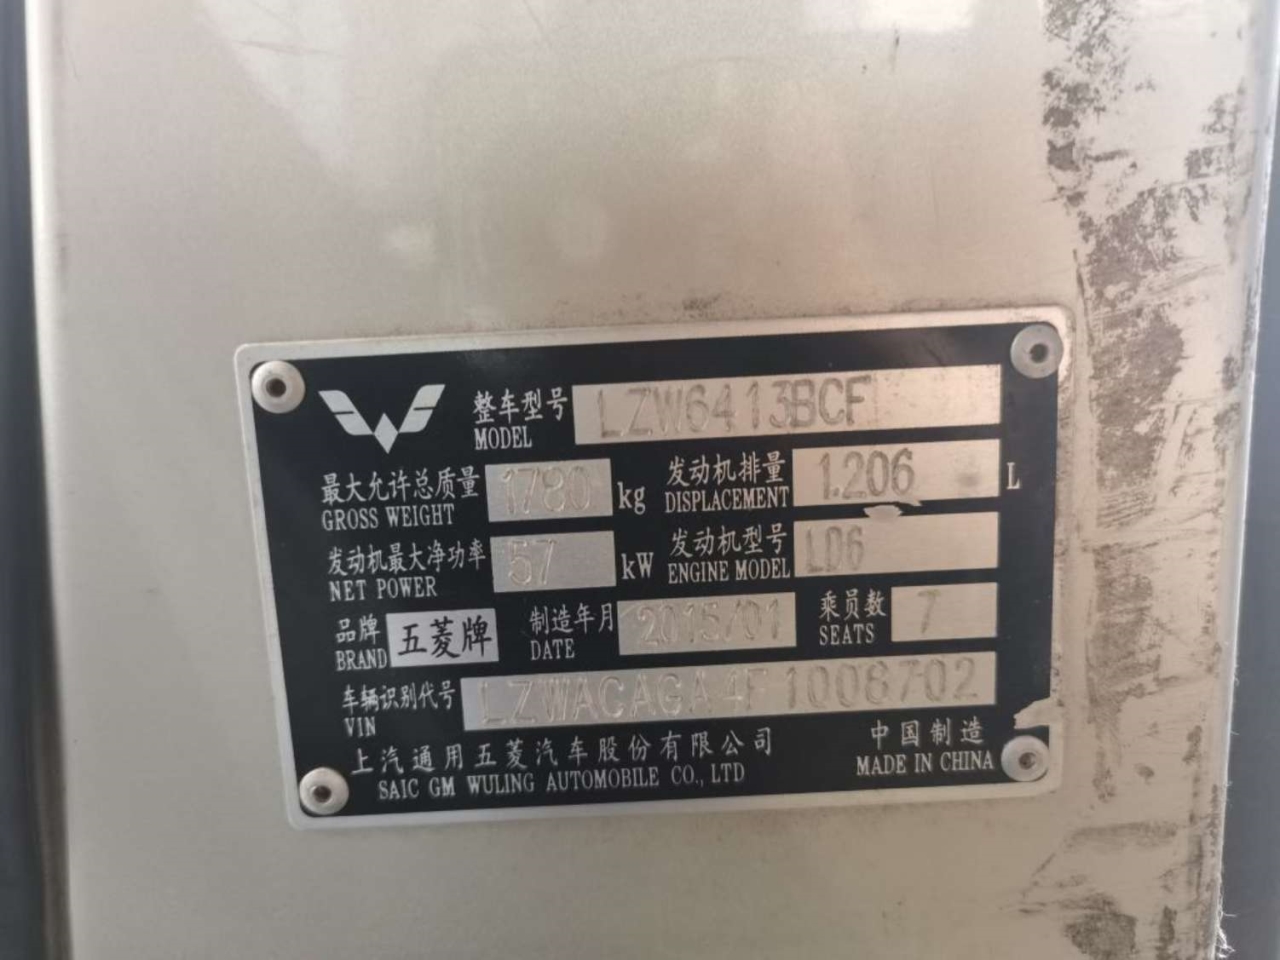 整车型号 LZW6413BCF
MODEL
最大允许总质量 1780 kg 发动机排量 1.206 L
GROSS WEIGHT DISPLACEMENT
发动机最大净功率 57 kW 发动机型号 LD6
NET POWER ENGINE MODEL
品牌 五菱牌 制造年月 2015/01 乘员数 7
BRAND DATE SEATS
车辆识别代号 LZWACAGA4F1006702
VIN
上汽通用五菱汽车股份有限公司 中国制造
SAIC GM WULING AUTOMOBILE CO., LTD MADE IN CHINA